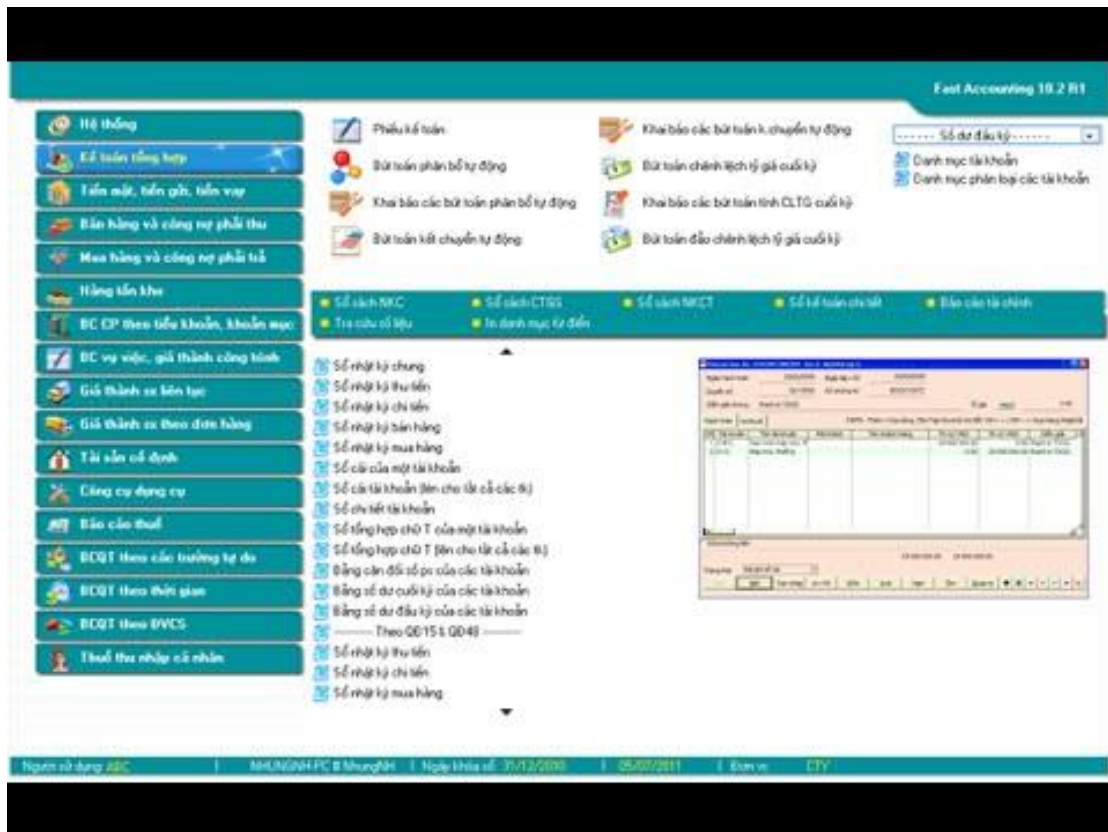 Fast Accounting 10.2 R1
Hệ thống
Kế toán tổng hợp
Tiền mặt, tiền gửi, tiền vay
Bán hàng và công nợ phải thu
Mua hàng và công nợ phải trả
Hàng tồn kho
BC CP theo tiểu khoản, khoản mục
BC vụ việc, giá thành công trình
Giá thành sx liên tục
Giá thành sx theo đơn hàng
Tài sản cố định
Công cụ dụng cụ
Báo cáo thuế
BCQT theo các trường tự do
BCQT theo thời gian
BCQT theo ĐVCS
Thuế thu nhập cá nhân
Phiếu kế toán
Bút toán phân bổ tự động
Khai báo các bút toán phân bổ tự động
Bút toán kết chuyển tự động
Khai báo các bút toán k.chuyển tự động
Bút toán chênh lệch tỷ giá cuối kỳ
Khai báo các bút toán tính CLTG cuối kỳ
Bút toán đảo chênh lệch tỷ giá cuối kỳ
------ Số dư đầu kỳ------
Danh mục tài khoản
Danh mục phân loại các tài khoản
Sổ sách NKC Sổ sách CTGS Sổ sách NKCT Sổ kế toán chi tiết Báo cáo tài chính
Tra cứu số liệu In danh mục từ điển
Sổ nhật ký chung
Sổ nhật ký thu tiền
Sổ nhật ký chi tiền
Sổ nhật ký bán hàng
Sổ nhật ký mua hàng
Sổ cái của một tài khoản
Sổ cái tài khoản (lên cho tất cả các tk)
Sổ chi tiết tài khoản
Sổ tổng hợp chữ T của một tài khoản
Sổ tổng hợp chữ T (lên cho tất cả các tk)
Bảng cân đối số ps của các tài khoản
Bảng số dư cuối kỳ của các tài khoản
Bảng số dư đầu kỳ của các tài khoản
-------- Theo QĐ15 & QĐ48 --------
Sổ nhật ký thu tiền
Sổ nhật ký chi tiền
Sổ nhật ký mua hàng
Người sử dụng: ABC | NHUNGNH-PC # NhungNH | Ngày khóa sổ: 31/12/2010 | 05/07/2011 | Đơn vị: CTY